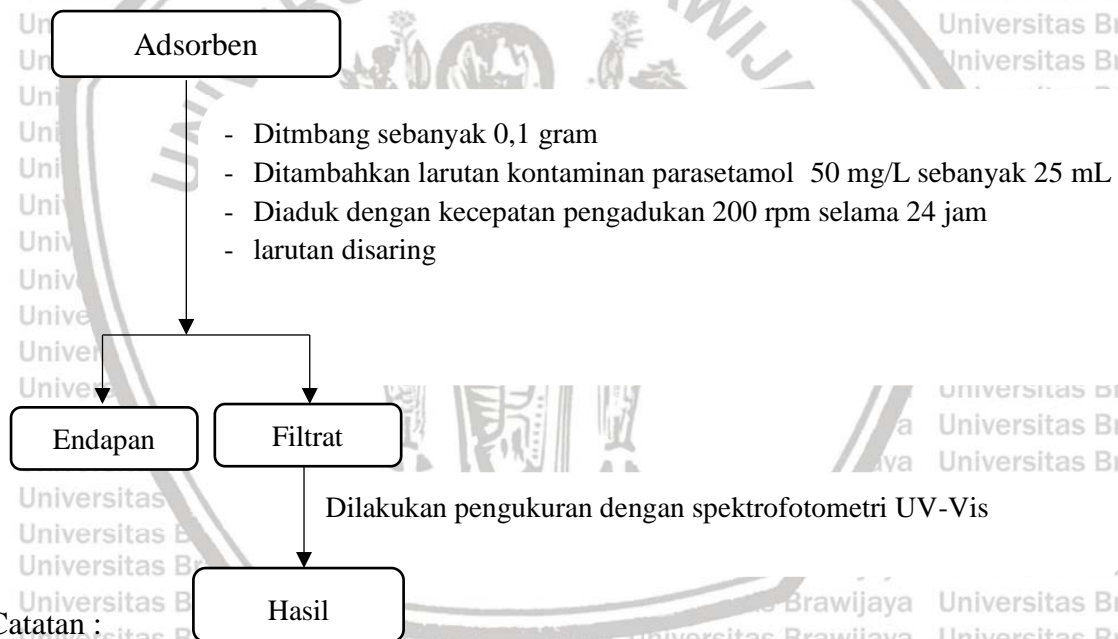 Adsorben
- Ditmbang sebanyak 0,1 gram
- Ditambahkan larutan kontaminan parasetamol 50 mg/L sebanyak 25 mL
- Diaduk dengan kecepatan pengadukan 200 rpm selama 24 jam
- larutan disaring
Endapan Filtrat
Dilakukan pengukuran dengan spektrofotometri UV-Vis
Hasil
Catatan :